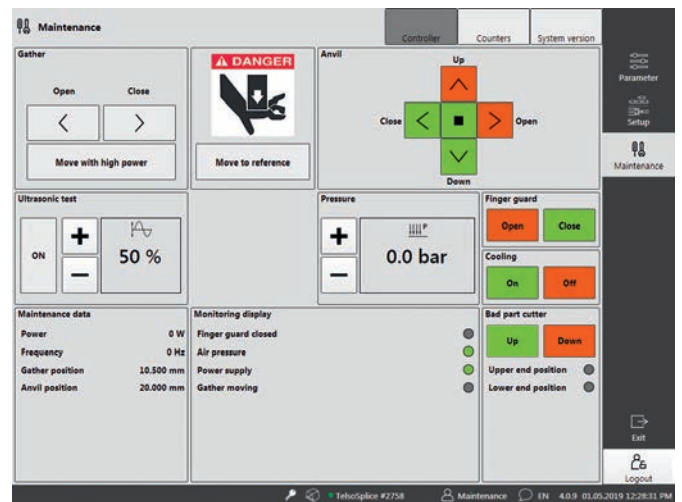 Maintenance
Controller
Counters
System version
Gather
Open
Close
Move with high power
DANGER
Move to reference
Anvil
Up
Close
Open
Down
Parameter
Setup
Maintenance
Ultrasonic test
ON
50 %
Pressure
P
0.0 bar
Finger guard
Open
Close
Cooling
On
Off
Maintenance data
Power 0 W
Frequency 0 Hz
Gather position 10.500 mm
Anvil position 20.000 mm
Monitoring display
Finger guard closed
Air pressure
Power supply
Gather moving
Bad part cutter
Up
Down
Upper end position
Lower end position
Exit
Logout
TelsoSplice #2758
Maintenance
EN
4.0.9
01.05.2019 12:28:31 PM